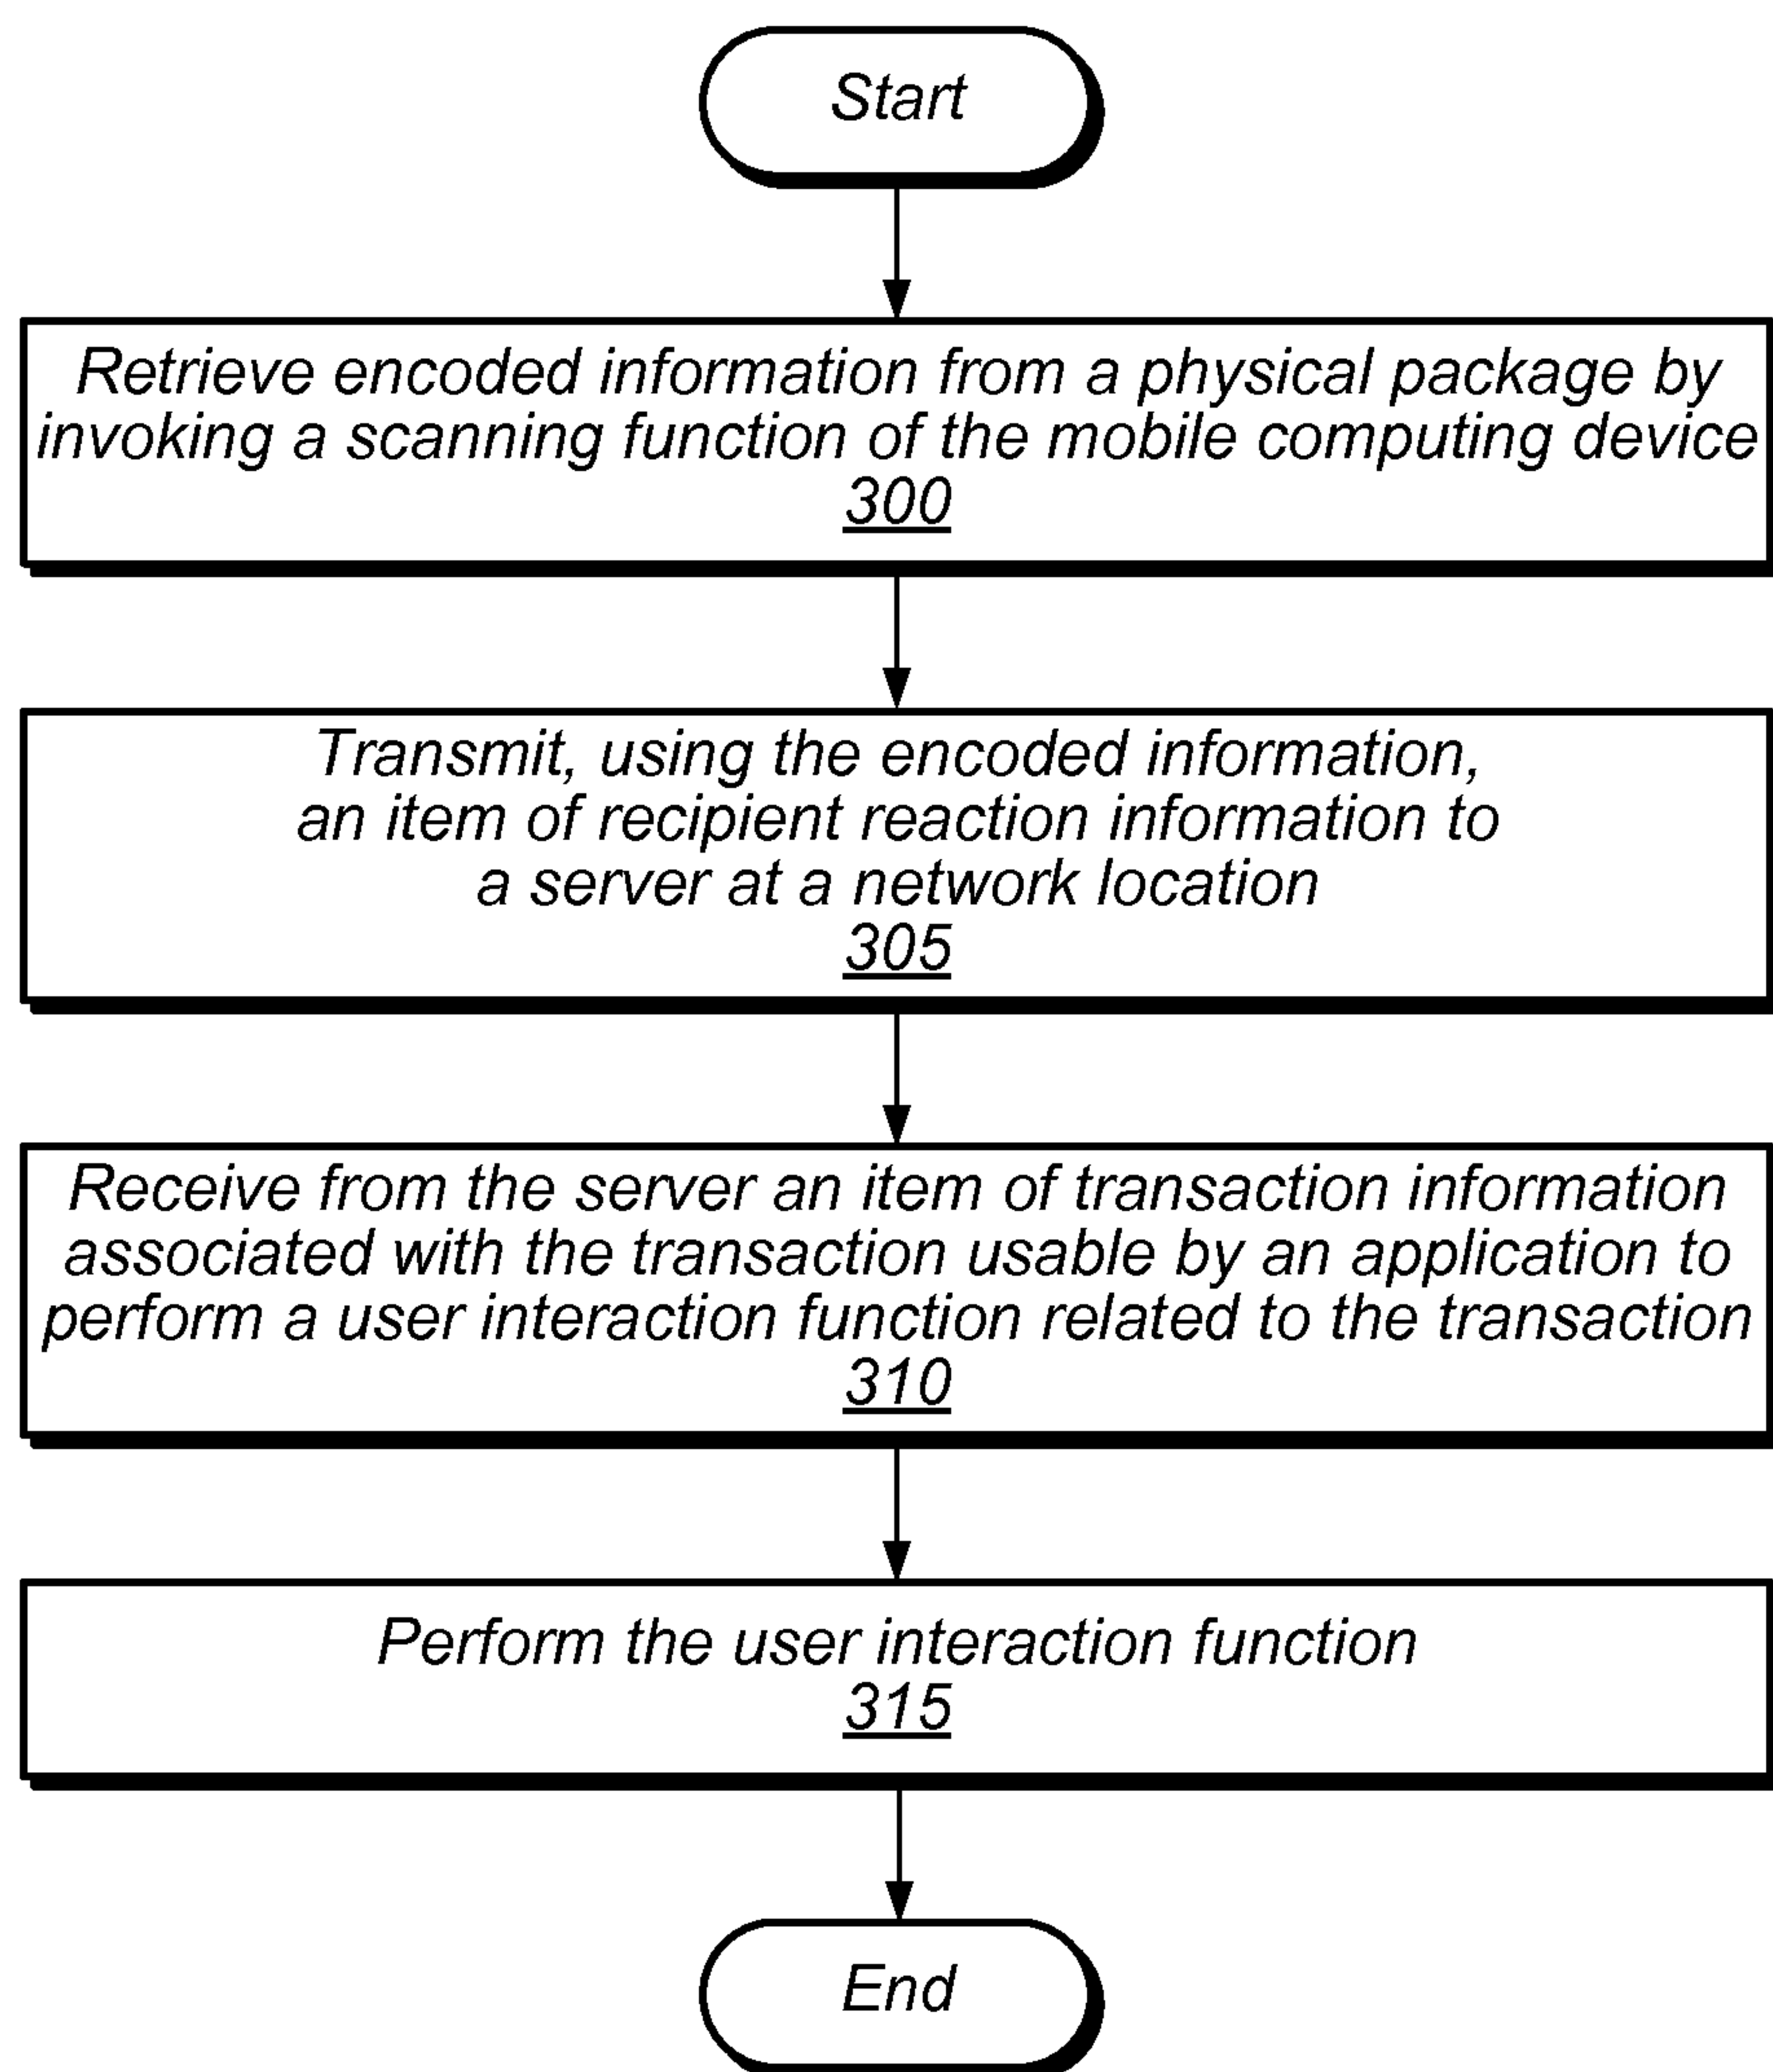 Start
Retrieve encoded information from a physical package by
invoking a scanning function of the mobile computing device
300
Transmit, using the encoded information,
an item of recipient reaction information to
a server at a network location
305
Receive from the server an item of transaction information
associated with the transaction usable by an application to
perform a user interaction function related to the transaction
310
Perform the user interaction function
315
End